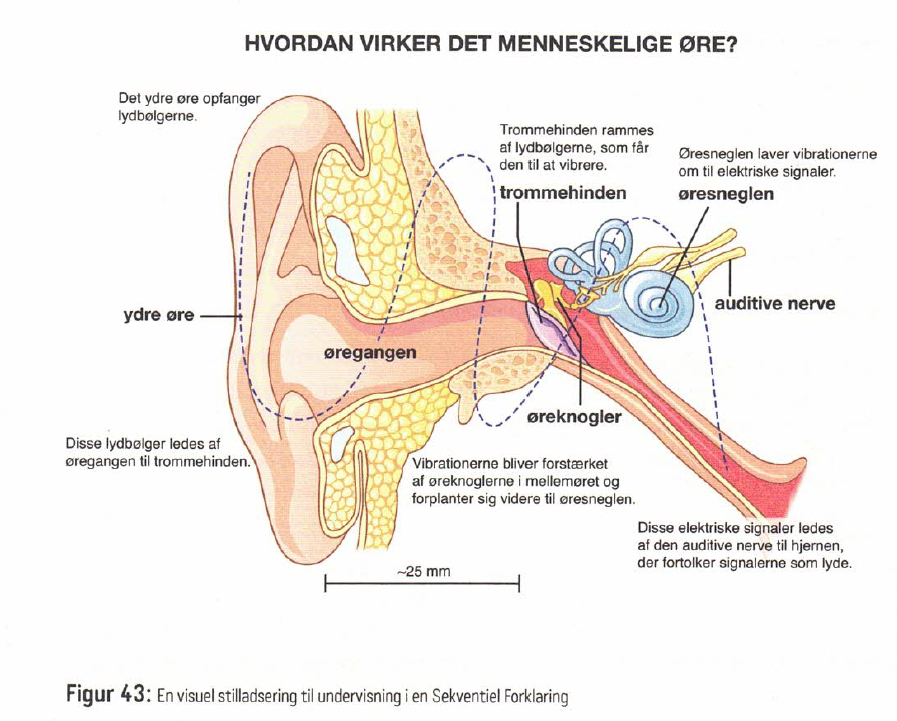 HVORDAN VIRKER DET MENNESKELIGE ØRE?
Det ydre øre opfanger
lydbølgerne.
Trommehinden rammes
af lydbølgerne, som får
den til at vibrere.
trommehinden
Øresneglen laver vibrationerne
om til elektriske signaler.
øresneglen
auditive nerve
ydre øre
øregangen
øreknogler
Disse lydbølger ledes af
øregangen til trommehinden.
Vibrationerne bliver forstærket
af øreknoglerne i mellemøret og
forplanter sig videre til øresneglen.
Disse elektriske signaler ledes
af den auditive nerve til hjernen,
der fortolker signalerne som lyde.
~25 mm
Figur 43: En visuel stilladsering til undervisning i en Sekventiel Forklaring